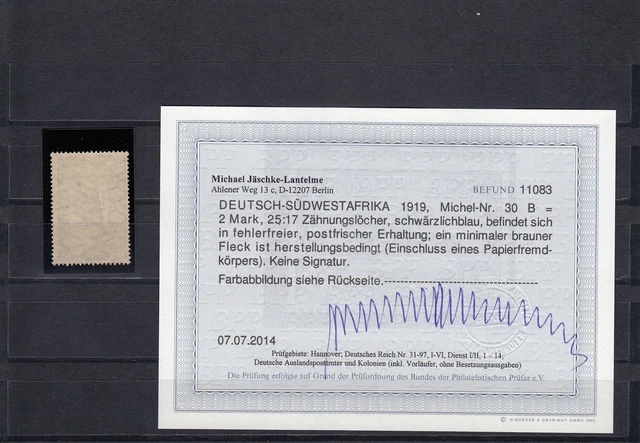 Michael Jäschke-Lantelme
Ahlener Weg 13 c, D-12207 Berlin
BEFUND 11083
DEUTSCH-SÜDWESTAFRIKA 1919, Michel-Nr. 30 B =
2 Mark, 25:17 Zähnungslöcher, schwärzlichblau, befindet sich
in fehlerfreier, postfrischer Erhaltung; ein minimaler brauner
Fleck ist herstellungsbedingt (Einschluss eines Papierfremd-
körpers). Keine Signatur.
Farbabbildung siehe Rückseite.------------------------------------
07.07.2014
Prüfgebiete: Hannover; Deutsches Reich Nr. 31-97, I-VI, Dienst I/II, 1 – 14;
Deutsche Auslandspostämter und Kolonien (inkl. Vorläufer, ohne Besetzungsausgaben)
Die Prüfung erfolgte auf Grund der Prüfordnung des Bundes der Philatelistischen Prüfer e.V.